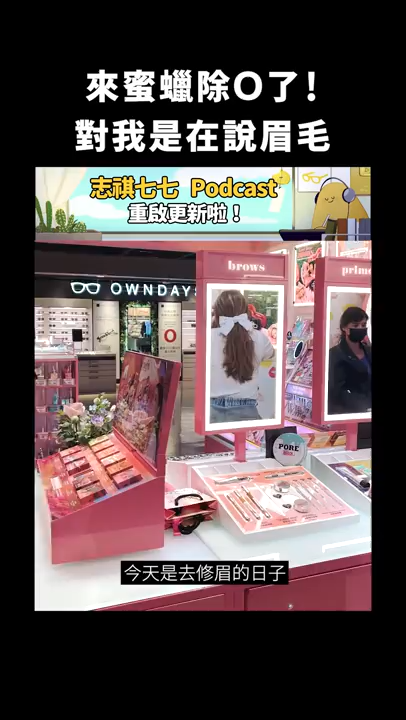 來蜜蠟除O了!
對我是在說眉毛
志祺七七 Podcast
重啟更新啦!
OWNDAYS
brows
prime
PORE
今天是去修眉的日子